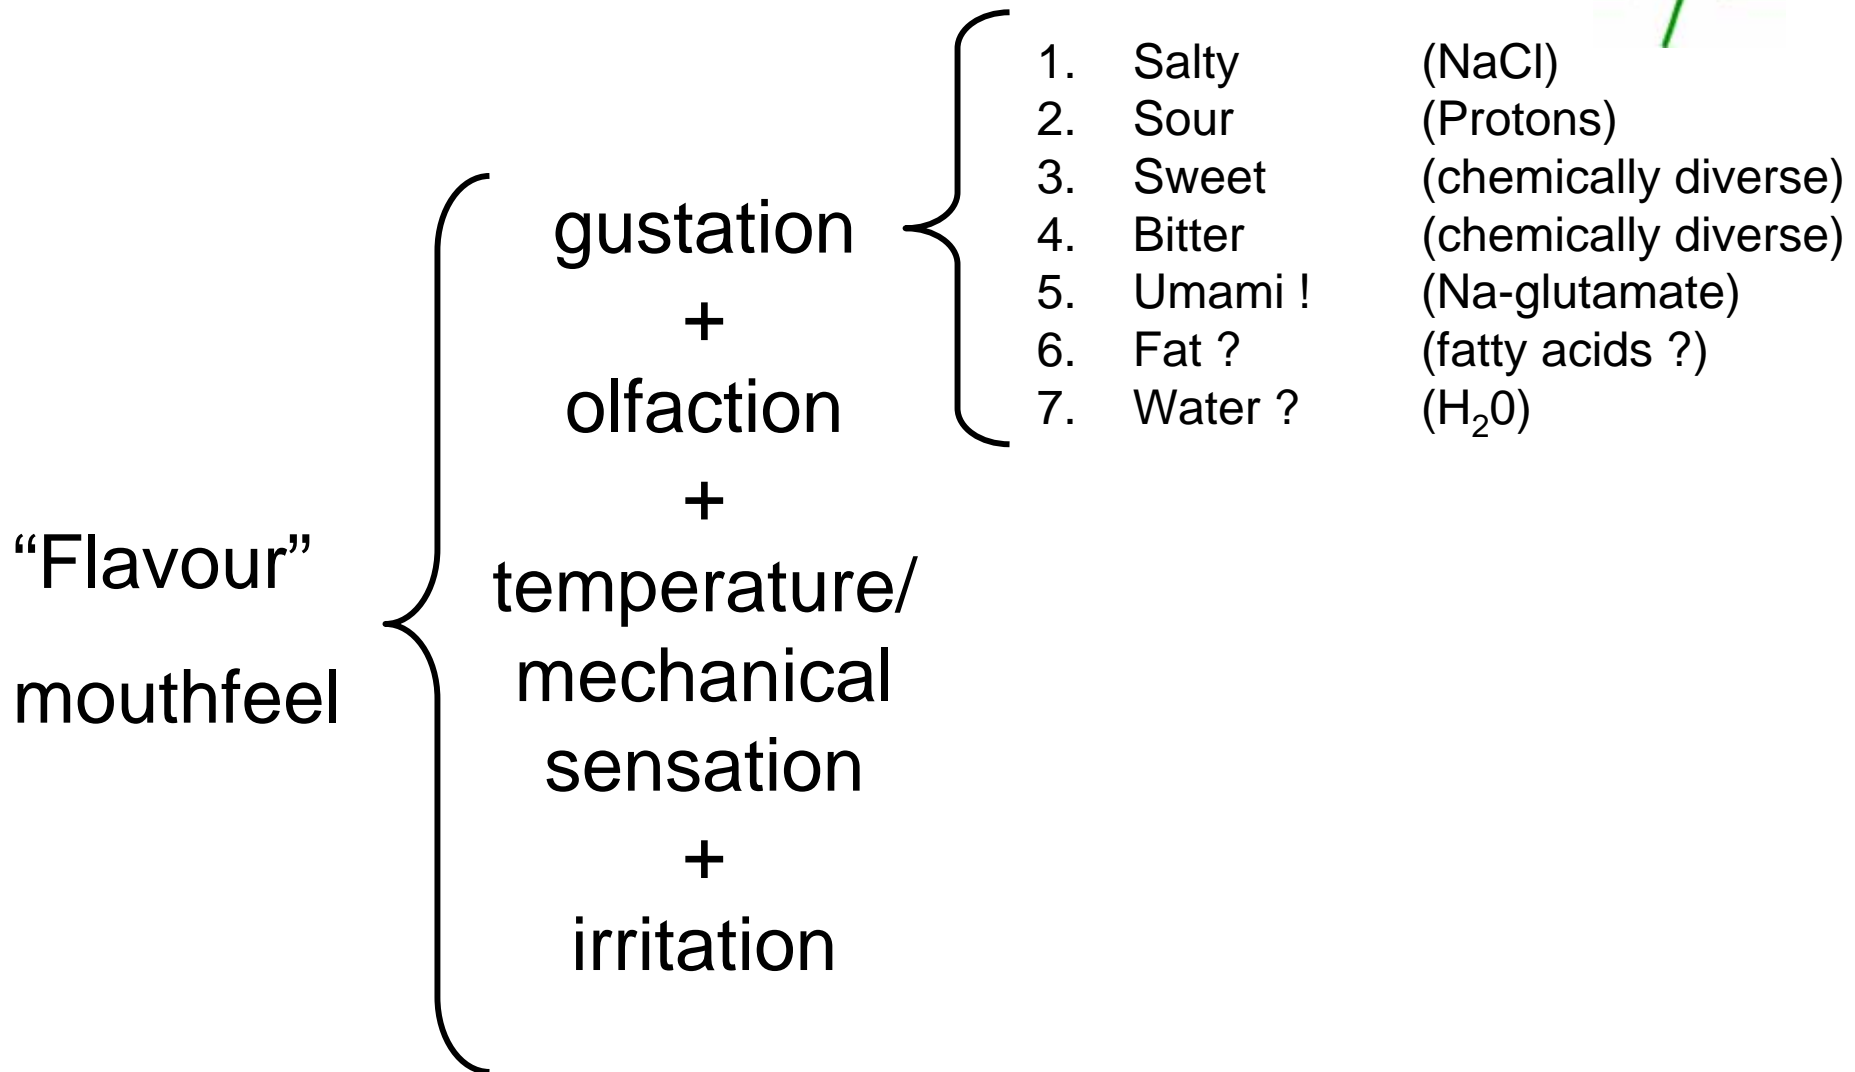 “Flavour”
mouthfeel
gustation
+
olfaction
+
temperature/
mechanical
sensation
+
irritation
1. Salty (NaCl)
2. Sour (Protons)
3. Sweet (chemically diverse)
4. Bitter (chemically diverse)
5. Umami ! (Na-glutamate)
6. Fat ? (fatty acids ?)
7. Water ? (H₂0)